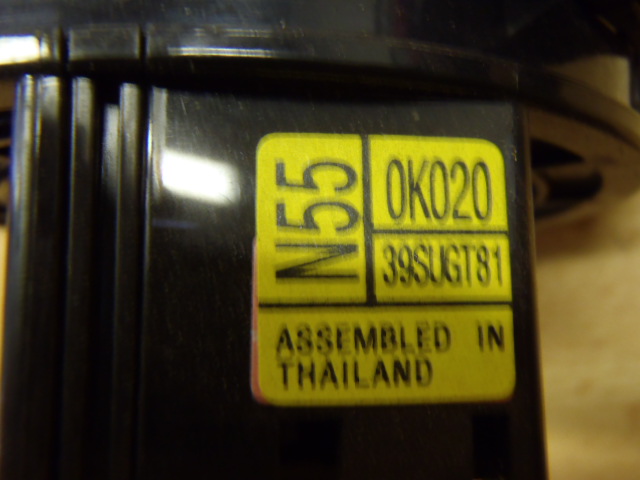 N55
0K020
39SUGT81
ASSEMBLED IN
THAILAND